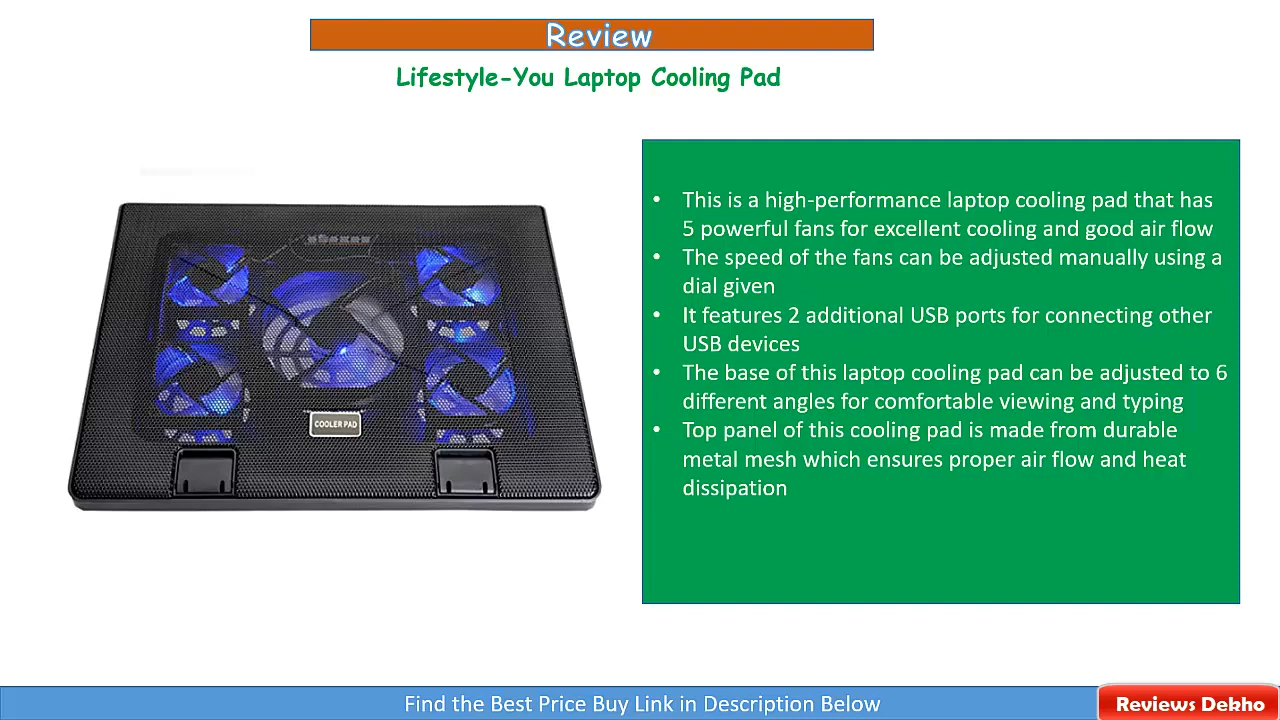 Review
Lifestyle-You Laptop Cooling Pad
• This is a high-performance laptop cooling pad that has
5 powerful fans for excellent cooling and good air flow
• The speed of the fans can be adjusted manually using a
dial given
• It features 2 additional USB ports for connecting other
USB devices
• The base of this laptop cooling pad can be adjusted to 6
different angles for comfortable viewing and typing
• Top panel of this cooling pad is made from durable
metal mesh which ensures proper air flow and heat
dissipation
COOLER PAD
Find the Best Price Buy Link in Description Below
Reviews Dekho